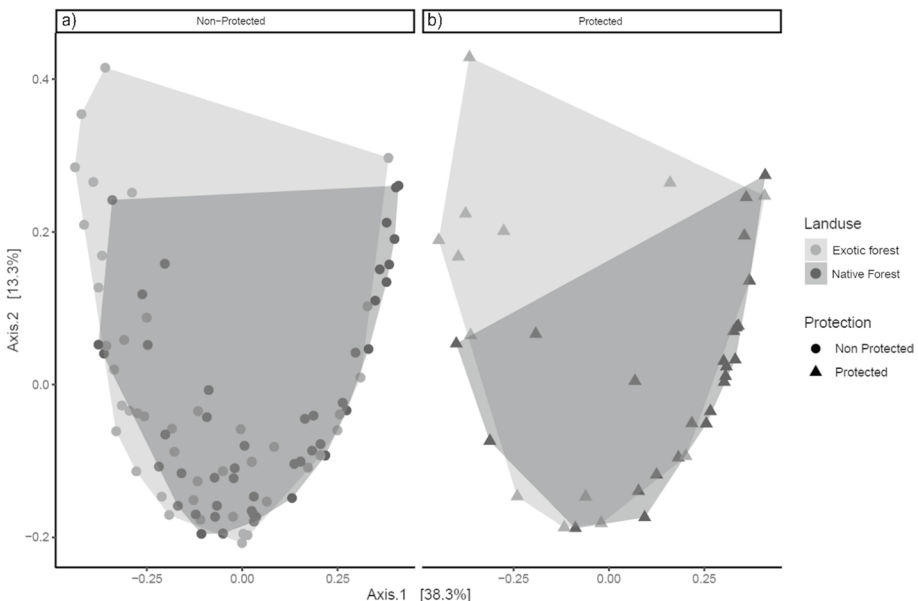 a) Non-Protected
b) Protected
0.4
0.2
0.0
−0.2
Axis.2 [13.3%]
−0.25 0.00 0.25
−0.25 0.00 0.25
Axis.1 [38.3%]
Landuse
Exotic forest
Native Forest
Protection
Non Protected
Protected